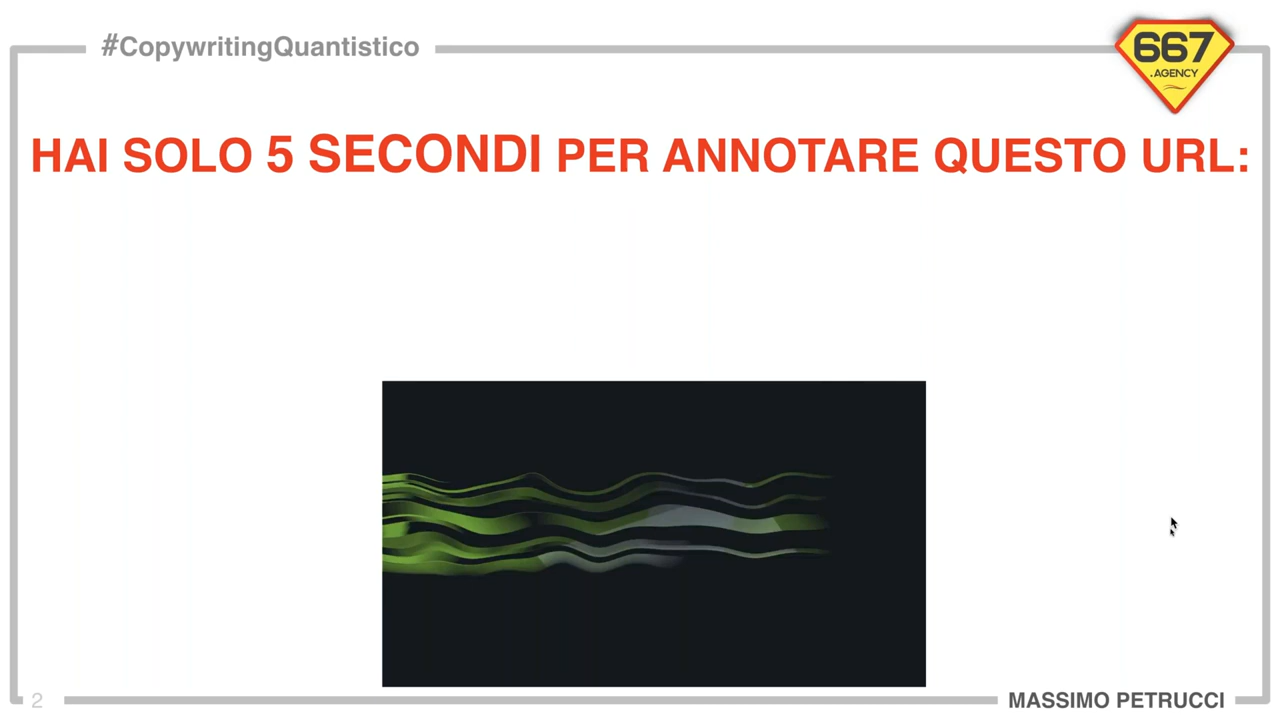 #CopywritingQuantistico
667
.AGENCY
HAI SOLO 5 SECONDI PER ANNOTARE QUESTO URL:
2
MASSIMO PETRUCCI